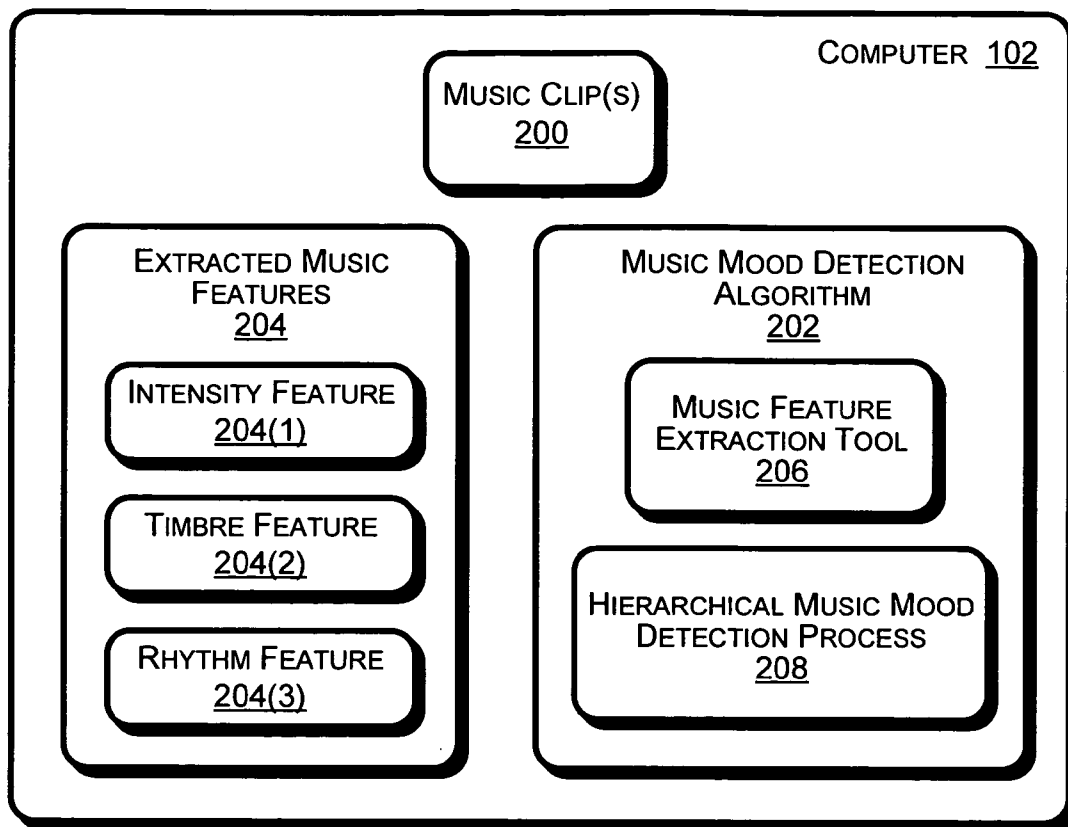 COMPUTER 102
MUSIC CLIP(S)
200
EXTRACTED MUSIC
FEATURES
204
INTENSITY FEATURE
204(1)
TIMBRE FEATURE
204(2)
RHYTHM FEATURE
204(3)
MUSIC MOOD DETECTION
ALGORITHM
202
MUSIC FEATURE
EXTRACTION TOOL
206
HIERARCHICAL MUSIC MOOD
DETECTION PROCESS
208